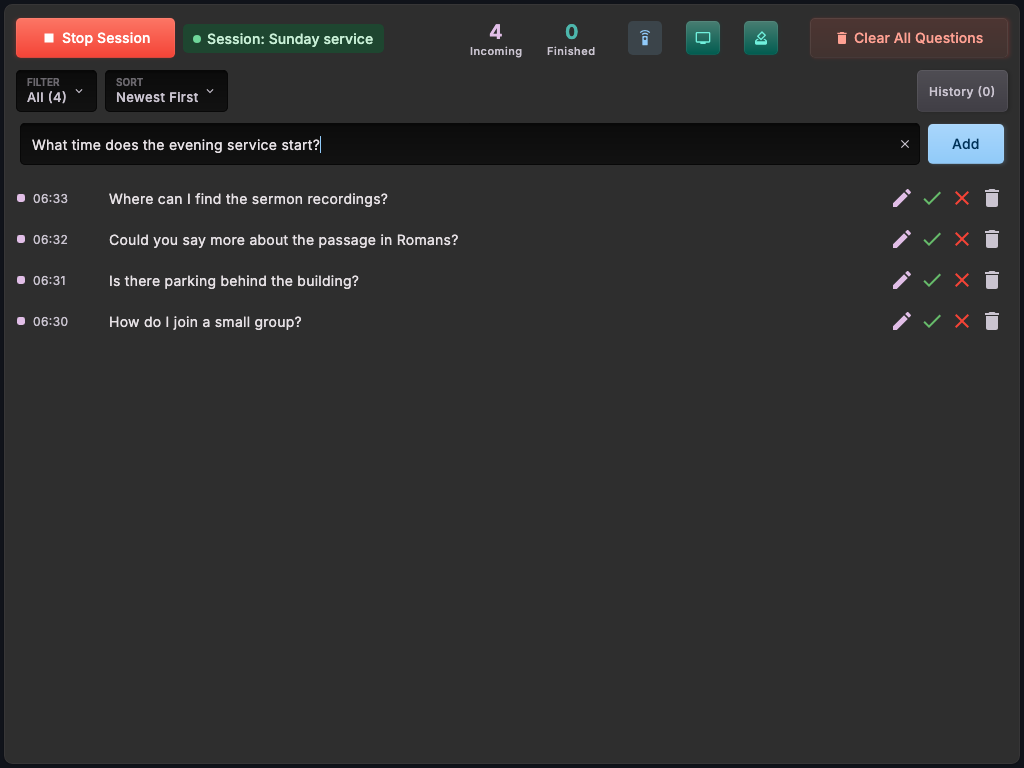 Stop Session
Session: Sunday service
4
Incoming
0
Finished
Clear All Questions
FILTER
All (4)
SORT
Newest First
History (0)
What time does the evening service start?
Add
06:33 Where can I find the sermon recordings?
06:32 Could you say more about the passage in Romans?
06:31 Is there parking behind the building?
06:30 How do I join a small group?